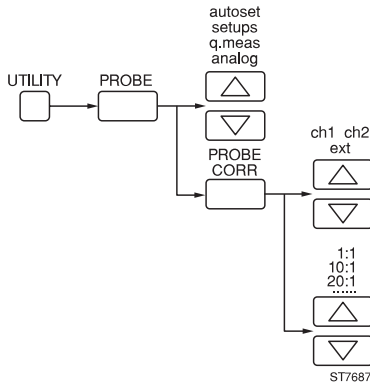 autoset
setups
q.meas
analog
UTILITY PROBE
PROBE
CORR
ch1 ch2
ext
1:1
10:1
20:1
......
ST7687